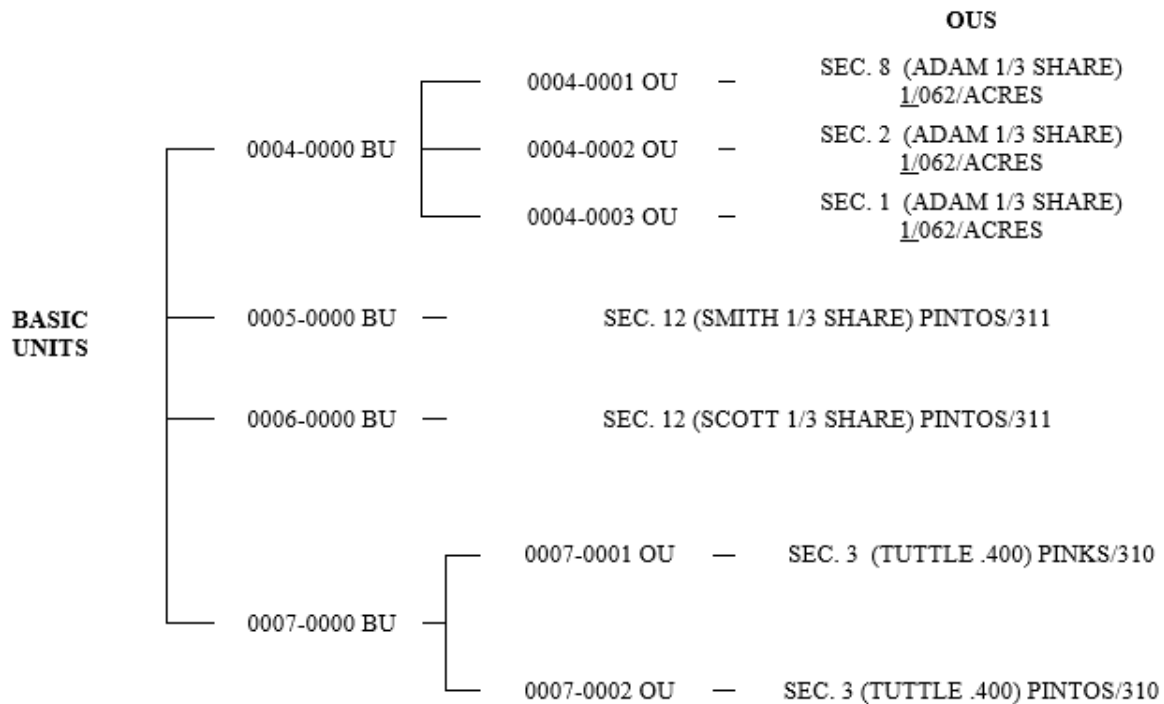 OUS
0004-0001 OU – SEC. 8 (ADAM 1/3 SHARE)
1/062/ACRES
0004-0000 BU 0004-0002 OU – SEC. 2 (ADAM 1/3 SHARE)
1/062/ACRES
0004-0003 OU – SEC. 1 (ADAM 1/3 SHARE)
1/062/ACRES
BASIC
UNITS
0005-0000 BU – SEC. 12 (SMITH 1/3 SHARE) PINTOS/311
0006-0000 BU – SEC. 12 (SCOTT 1/3 SHARE) PINTOS/311
0007-0001 OU – SEC. 3 (TUTTLE .400) PINKS/310
0007-0000 BU
0007-0002 OU – SEC. 3 (TUTTLE .400) PINTOS/310